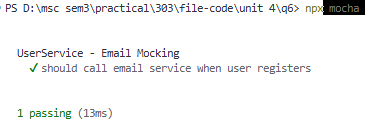 PS D:\msc sem3\practical\303\file-code\unit 4\q6> npx mocha
UserService - Email Mocking
✓ should call email service when user registers
1 passing (13ms)